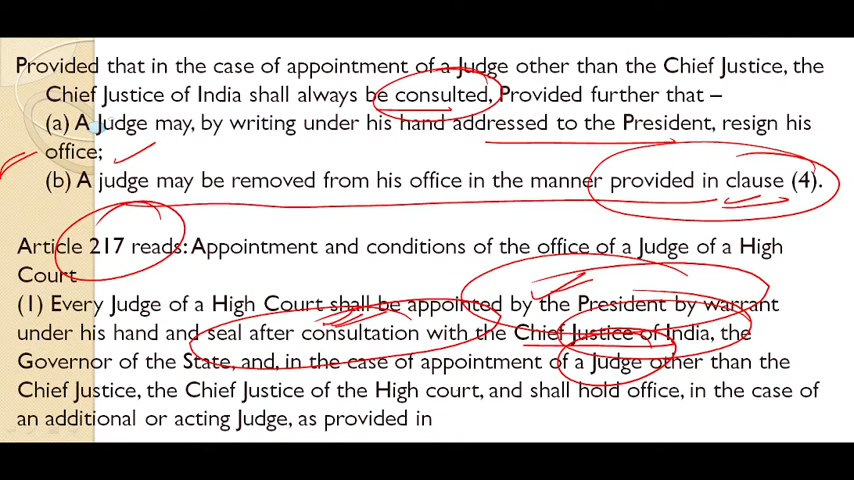 Provided that in the case of appointment of a Judge other than the Chief Justice, the
Chief Justice of India shall always be consulted, Provided further that –
(a) A Judge may, by writing under his hand addressed to the President, resign his
office;
(b) A judge may be removed from his office in the manner provided in clause (4).
Article 217 reads: Appointment and conditions of the office of a Judge of a High
Court
(1) Every Judge of a High Court shall be appointed by the President by warrant
under his hand and seal after consultation with the Chief Justice of India, the
Governor of the State, and, in the case of appointment of a Judge other than the
Chief Justice, the Chief Justice of the High court, and shall hold office, in the case of
an additional or acting Judge, as provided in